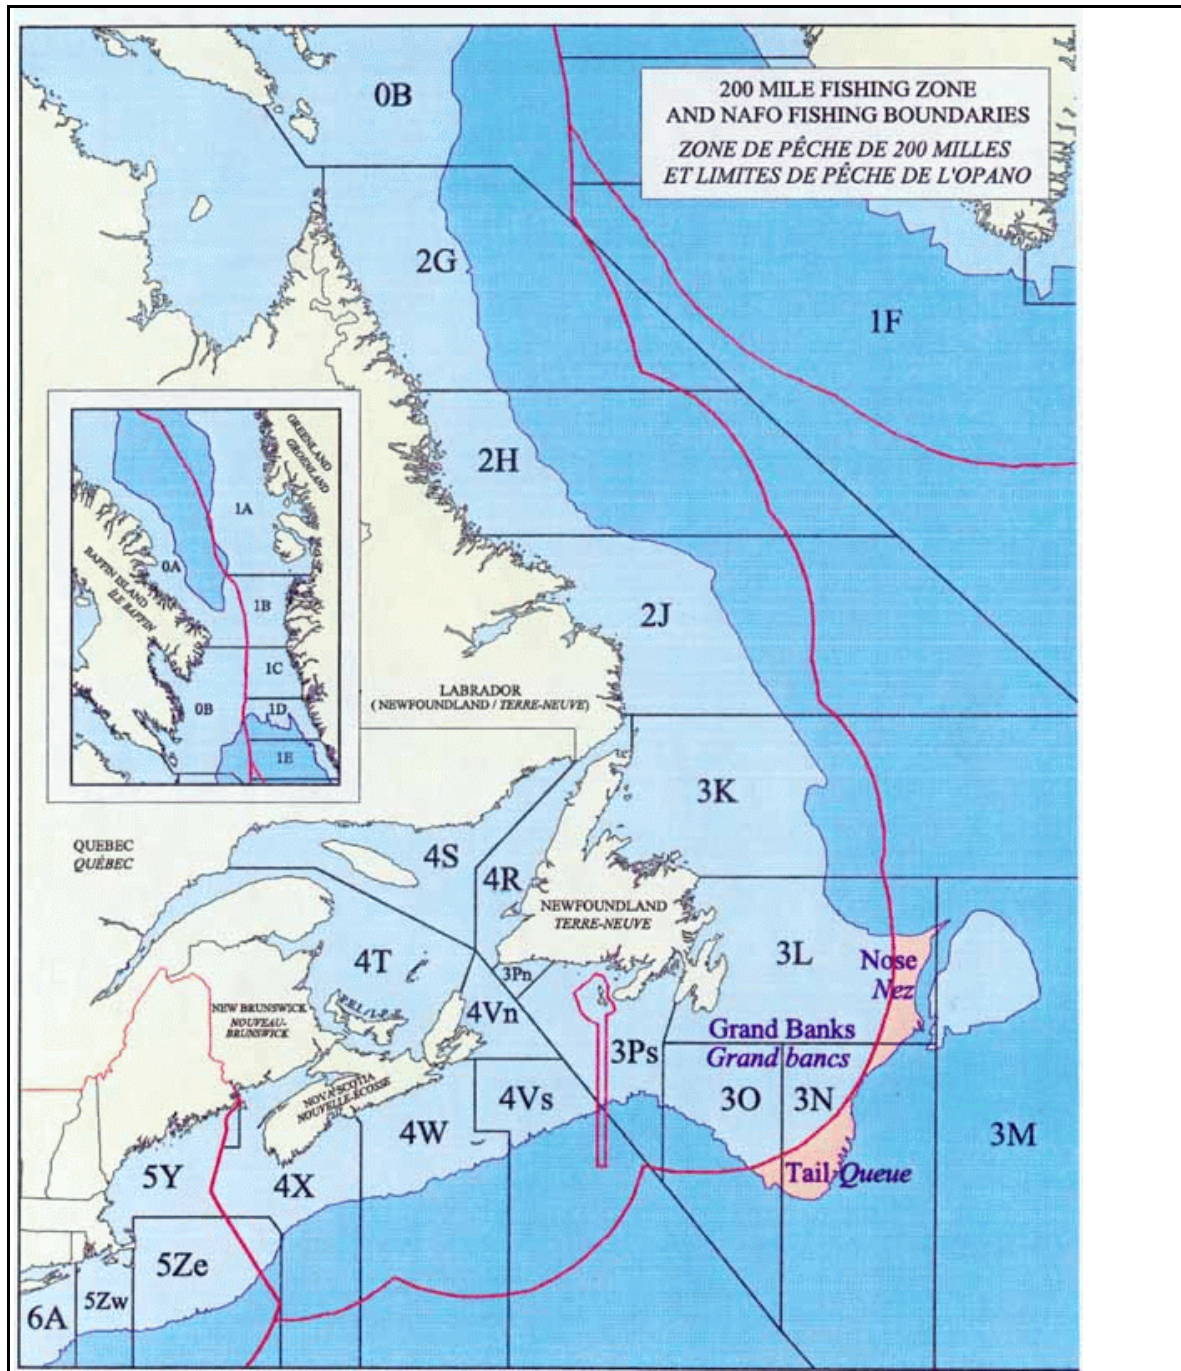 200 MILE FISHING ZONE
AND NAFO FISHING BOUNDARIES
ZONE DE PÊCHE DE 200 MILLES
ET LIMITES DE PÊCHE DE L'OPANO
0B
2G
1F
2H
2J
GREENLAND
GROENLAND
1A
0A
BAFFIN ISLAND
ÎLE BAFFIN
1B
1C
0B
1D
1E
LABRADOR
( NEWFOUNDLAND / TERRE-NEUVE)
3K
QUEBEC
QUÉBEC
4S
4R
NEWFOUNDLAND
TERRE-NEUVE
4T
3Pn
3L
Nose
Nez
P.E.I. / I.-P.-É.
NEW BRUNSWICK
NOUVEAU-
BRUNSWICK
4Vn
3Ps
Grand Banks
Grand bancs
NOVA SCOTIA
NOUVELLE-ÉCOSSE
4Vs
3O
3N
4W
3M
5Y
4X
Tail-Queue
5Ze
5Zw
6A